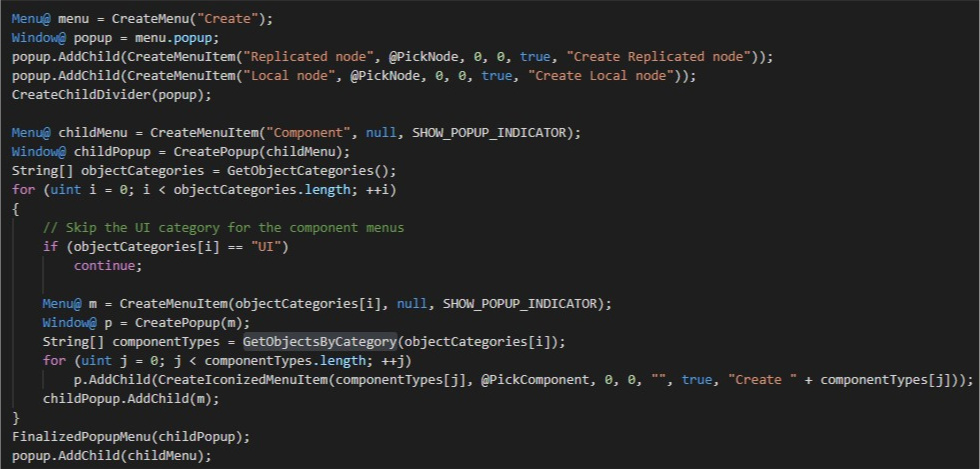 Menu@ menu = CreateMenu("Create");
Window@ popup = menu.popup;
popup.AddChild(CreateMenuItem("Replicated node", @PickNode, 0, 0, true, "Create Replicated node"));
popup.AddChild(CreateMenuItem("Local node", @PickNode, 0, 0, true, "Create Local node"));
CreateChildDivider(popup);

Menu@ childMenu = CreateMenuItem("Component", null, SHOW_POPUP_INDICATOR);
Window@ childPopup = CreatePopup(childMenu);
String[] objectCategories = GetObjectCategories();
for (uint i = 0; i < objectCategories.length; ++i)
{
    // Skip the UI category for the component menus
    if (objectCategories[i] == "UI")
        continue;

    Menu@ m = CreateMenuItem(objectCategories[i], null, SHOW_POPUP_INDICATOR);
    Window@ p = CreatePopup(m);
    String[] componentTypes = GetObjectsByCategory(objectCategories[i]);
    for (uint j = 0; j < componentTypes.length; ++j)
        p.AddChild(CreateIconizedMenuItem(componentTypes[j], @PickComponent, 0, 0, "", true, "Create " + componentTypes[j]));
    childPopup.AddChild(m);
}
FinalizedPopupMenu(childPopup);
popup.AddChild(childMenu);